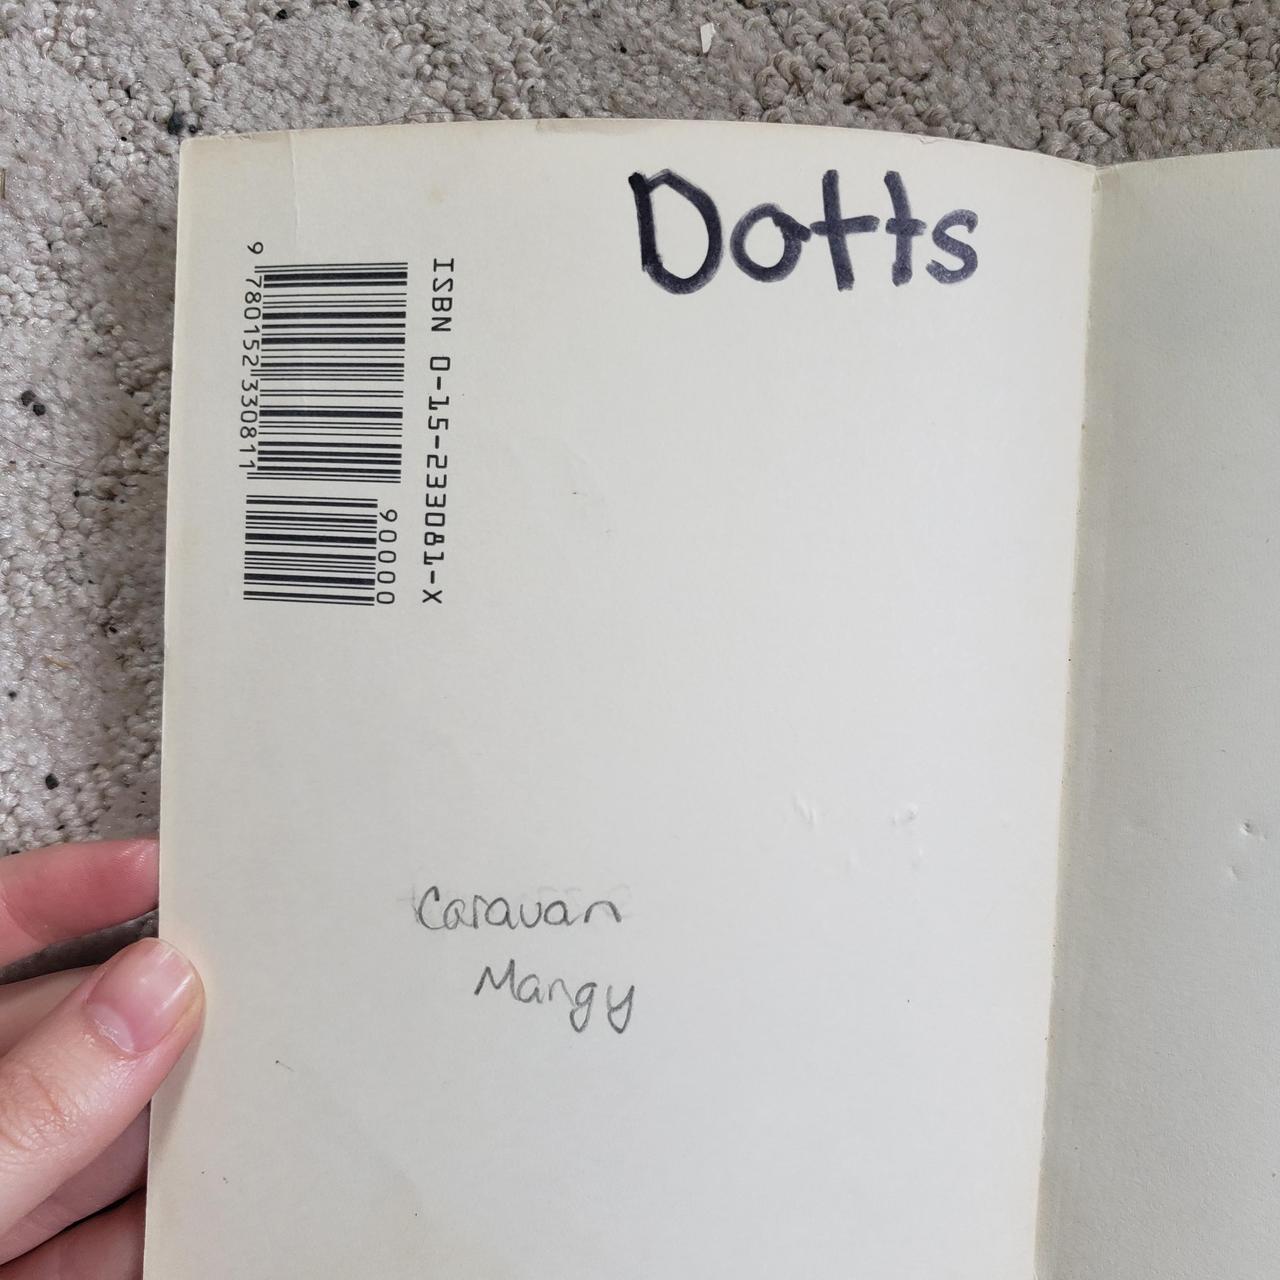 Dotts
ISBN 0-15-233081-X
9 780152 330811
90000
Caravan
Mangy